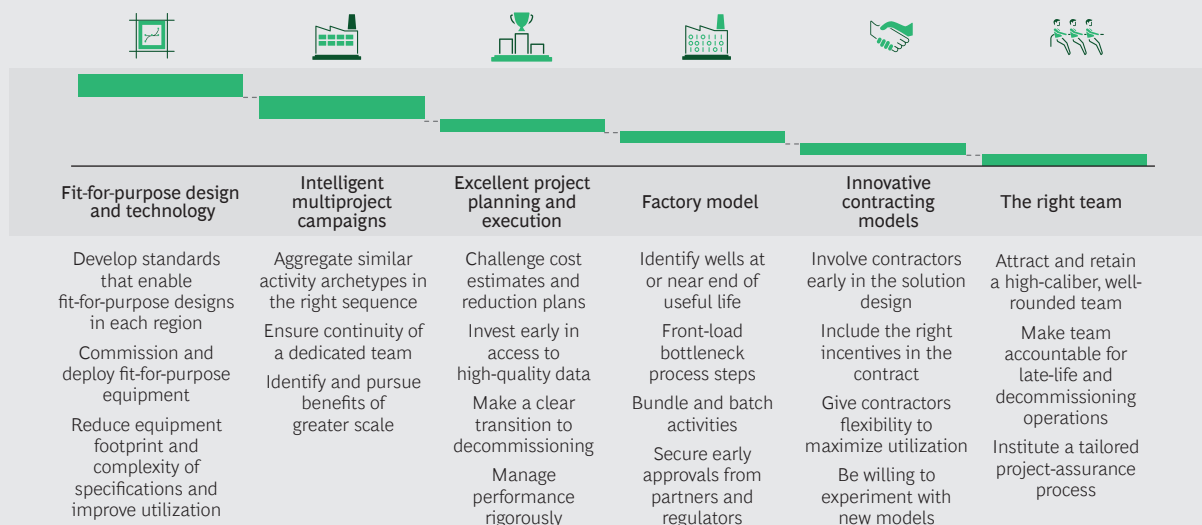 Fit-for-purpose design
and technology
Intelligent
multiproject
campaigns
Excellent project
planning and
execution
Factory model
Innovative
contracting
models
The right team
Develop standards
that enable
fit-for-purpose designs
in each region
Commission and
deploy fit-for-purpose
equipment
Reduce equipment
footprint and
complexity of
specifications and
improve utilization
Aggregate similar
activity archetypes in
the right sequence
Ensure continuity of
a dedicated team
Identify and pursue
benefits of
greater scale
Challenge cost
estimates and
reduction plans
Invest early in
access to
high-quality data
Make a clear
transition to
decommissioning
Manage
performance
rigorously
Identify wells at
or near end of
useful life
Front-load
bottleneck
process steps
Bundle and batch
activities
Secure early
approvals from
partners and
regulators
Involve contractors
early in the solution
design
Include the right
incentives in the
contract
Give contractors
flexibility to
maximize utilization
Be willing to
experiment with
new models
Attract and retain
a high-caliber, well-
rounded team
Make team
accountable for
late-life and
decommissioning
operations
Institute a tailored
project-assurance
process